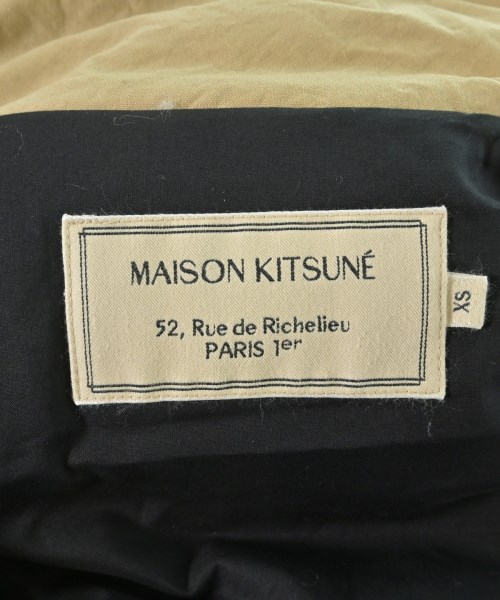 MAISON KITSUNÉ
52, Rue de Richelieu
PARIS 1er
XS